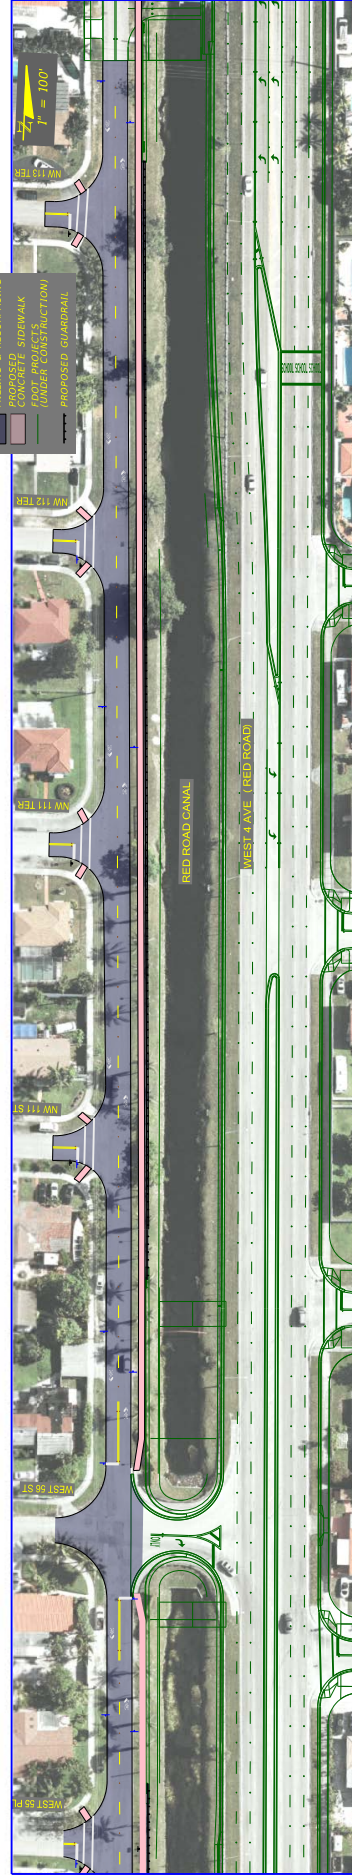 1" = 100'
NW 113 TER
PROPOSED
CONCRETE SIDEWALK
FDOT PROJECTS
(UNDER CONSTRUCTION)
PROPOSED GUARDRAIL
NW 112 TER
NW 111 TER
RED ROAD CANAL
WEST 4 AVE (RED ROAD)
NW 111 ST
WEST 56 ST
ONLY
WEST 55 PL